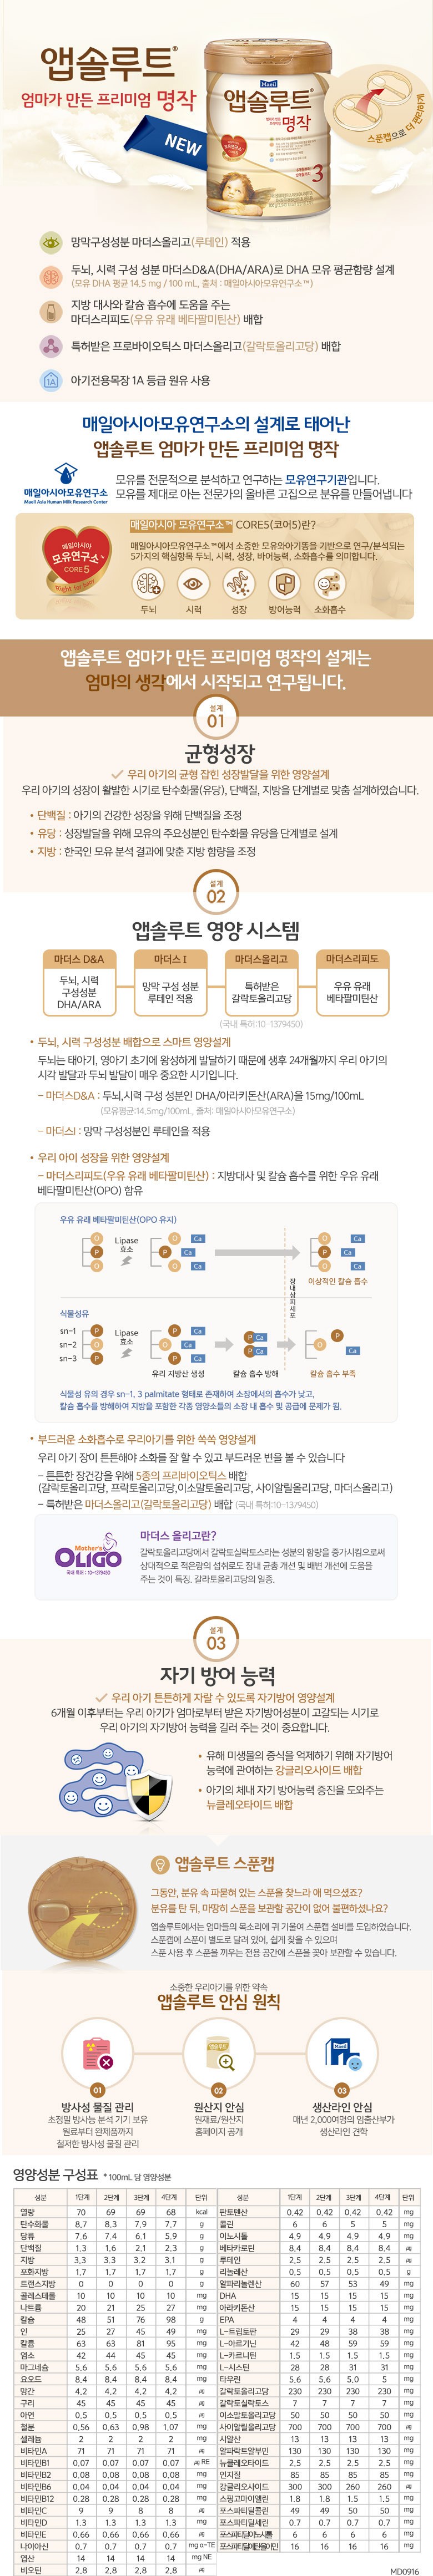 앱솔루트®
엄마가 만든 프리미엄 명작
NEW
Maeil
앱솔루트
명작
3
스푼캡으로 더 편리하게
망막구성성분 마더스올리고(루테인) 적용
두뇌, 시력 구성 성분 마더스D&A(DHA/ARA)로 DHA 모유 평균함량 설계
(모유 DHA 평균 14.5 mg / 100 mL, 출처 : 매일아시아모유연구소™)
지방 대사와 칼슘 흡수에 도움을 주는
마더스리피도(우유 유래 베타팔미틴산) 배합
특허받은 프로바이오틱스 마더스올리고(갈락토올리고당) 배합
1A
아기전용목장 1A 등급 원유 사용
매일아시아모유연구소의 설계로 태어난
앱솔루트 엄마가 만든 프리미엄 명작
매일아시아모유연구소
Maeil Asia Human Milk Research Center
모유를 전문적으로 분석하고 연구하는 모유연구기관입니다.
모유를 제대로 아는 전문가의 올바른 고집으로 분유를 만들어냅니다
매일아시아
모유연구소™
CORE 5
매일아시아 모유연구소™ CORE5(코어5)란?
매일아시아모유연구소™에서 소중한 모유와아기똥을 기반으로 연구/분석되는
5가지의 핵심항목 두뇌, 시력, 성장, 바이능력, 소화흡수를 의미합니다.
두뇌 시력 성장 방어능력 소화흡수
앱솔루트 엄마가 만든 프리미엄 명작의 설계는
엄마의 생각에서 시작되고 연구됩니다.
설계
01
균형성장
우리 아기의 균형 잡힌 성장발달을 위한 영양설계
우리 아기의 성장이 활발한 시기로 탄수화물(유당), 단백질, 지방을 단계별로 맞춤 설계하였습니다.
• 단백질 : 아기의 건강한 성장을 위해 단백질을 조정
• 유당 : 성장발달을 위해 모유의 주요성분인 탄수화물 유당을 단계별로 설계
• 지방 : 한국인 모유 분석 결과에 맞춘 지방 함량을 조정
설계
02
앱솔루트 영양 시스템
마더스 D&A 마더스 I 마더스올리고 마더스리피도
두뇌, 시력 구성성분 DHA/ARA
망막 구성 성분 루테인 적용
특허받은 갈락토올리고당
우유 유래 베타팔미틴산
(국내 특허:10-1379450)
• 두뇌, 시력 구성성분 배합으로 스마트 영양설계
두뇌는 태아기, 영아기 초기에 왕성하게 발달하기 때문에 생후 24개월까지 우리 아기의
시각 발달과 두뇌 발달이 매우 중요한 시기입니다.
– 마더스D&A : 두뇌,시력 구성 성분인 DHA/아라키돈산(ARA)을 15mg/100mL
(모유평균:14.5mg/100mL, 출처: 매일아시아모유연구소)
– 마더스I : 망막 구성성분인 루테인을 적용
• 우리 아이 성장을 위한 영양설계
– 마더스리피도(우유 유래 베타팔미틴산) : 지방대사 및 칼슘 흡수를 위한 우유 유래
베타팔미틴산(OPO) 함유
우유 유래 베타팔미틴산(OPO 유지)
O O Ca O Ca
P Lipase 효소 P Ca P Ca
O O Ca O Ca
장내상피세포
이상적인 칼슘 흡수
식물성유
sn-1 P P Ca
sn-2 O Lipase 효소 O P Ca O P
sn-3 P P Ca P Ca Ca
유리 지방산 생성 칼슘 흡수 방해 칼슘 흡수 부족
식물성 유의 경우 sn-1, 3 palmitate 형태로 존재하여 소장에서의 흡수가 낮고,
칼슘 흡수를 방해하여 지방을 포함한 각종 영양소들의 소장 내 흡수 및 공급에 문제가 됨.
• 부드러운 소화흡수로 우리아기를 위한 쏙쏙 영양설계
우리 아기 장이 튼튼해야 소화를 잘 할 수 있고 부드러운 변을 볼 수 있습니다
– 튼튼한 장건강을 위해 5종의 프리바이오틱스 배합
(갈락토올리고당, 프락토올리고당,이소말토올리고당, 사이알릴올리고당, 마더스올리고)
– 특허받은 마더스올리고(갈락토올리고당) 배합 (국내 특허:10-1379450)
Mother's
OLIGO
국내 특허 : 10-1379450
마더스 올리고란?
갈락토올리고당에서 갈락토실락토스라는 성분의 함량을 증가시킴으로써
상대적으로 적은량의 섭취로도 장내 균총 개선 및 배변 개선에 도움을
주는 것이 특징. 갈라토올리고당의 일종.
설계
03
자기 방어 능력
우리 아기 튼튼하게 자랄 수 있도록 자기방어 영양설계
6개월 이후부터는 우리 아기가 엄마로부터 받은 자기방어성분이 고갈되는 시기로
우리 아기의 자기방어 능력을 길러 주는 것이 중요합니다.
• 유해 미생물의 증식을 억제하기 위해 자기방어
능력에 관여하는 강글리오사이드 배합
• 아기의 체내 자기 방어능력 증진을 도와주는
뉴클레오타이드 배합
앱솔루트 스푼캡
그동안, 분유 속 파묻혀 있는 스푼을 찾느라 애 먹으셨죠?
분유를 탄 뒤, 마땅히 스푼을 보관할 공간이 없어 불편하셨나요?
앱솔루트에서는 엄마들의 목소리에 귀 기울여 스푼캡 설비를 도입하였습니다.
스푼캡에 스푼이 별도로 달려 있어, 쉽게 찾을 수 있으며
스푼 사용 후 스푼을 끼우는 전용 공간에 스푼을 꽂아 보관할 수 있습니다.
소중한 우리아기를 위한 약속
앱솔루트 안심 원칙
01 02 03
방사성 물질 관리 원산지 안심 생산라인 안심
초정밀 방사능 분석 기기 보유 원재료/원산지 매년 2,000여명의 임출산부가
원료부터 완제품까지 홈페이지 공개 생산라인 견학
철저한 방사성 물질 관리
영양성분 구성표 *100mL 당 영양성분
성분 1단계 2단계 3단계 4단계 단위 성분 1단계 2단계 3단계 4단계 단위
열량 70 69 69 68 kcal 판토텐산 0.42 0.42 0.42 0.42 mg
탄수화물 8.7 8.3 7.9 7.7 g 콜린 6 6 5 5 mg
당류 7.6 7.4 6.1 5.9 g 이노시톨 4.9 4.9 4.9 4.9 mg
단백질 1.3 1.6 2.1 2.3 g 베타카로틴 8.4 8.4 8.4 8.4 ㎍
지방 3.3 3.3 3.2 3.1 g 루테인 2.5 2.5 2.5 2.5 ㎍
포화지방 1.7 1.7 1.7 1.7 g 리놀레산 0.5 0.5 0.5 0.5 g
트랜스지방 0 0 0 0 g 알파리놀렌산 60 57 53 49 mg
콜레스테롤 10 10 10 10 mg DHA 15 15 15 15 mg
나트륨 20 21 25 27 mg 아라키돈산 15 15 15 15 mg
칼슘 48 51 76 98 g EPA 4 4 4 4 mg
인 25 27 45 49 mg L-트립토판 29 29 38 38 mg
칼륨 63 63 81 95 mg L-아르기닌 42 48 59 59 mg
염소 42 44 45 45 mg L-카르니틴 1.5 1.5 1.5 1.5 mg
마그네슘 5.6 5.6 5.6 5.6 mg L-시스틴 28 28 31 31 mg
요오드 8.4 8.4 8.4 8.4 mg 타우린 5.6 5.6 5.0 5 mg
망간 4.2 4.2 4.2 4.2 ㎍ 갈락토올리고당 230 230 230 230 mg
구리 45 45 45 45 ㎍ 갈락토실락토스 7 7 7 7 mg
아연 0.5 0.5 0.5 0.5 ㎍ 이소말토올리고당 50 50 50 50 mg
철분 0.56 0.63 0.98 1.07 mg 사이알릴올리고당 700 700 700 700 ㎍
셀레늄 2 2 2 2 mg 시알산 13 13 13 13 mg
비타민A 71 71 71 71 ㎍ 알파락트알부민 130 130 130 130 mg
비타민B1 0.07 0.07 0.07 0.07 ㎍ RE 뉴클레오타이드 2.5 2.5 2.5 2.5 mg
비타민B2 0.08 0.08 0.08 0.08 mg 인지질 85 85 85 85 mg
비타민B6 0.04 0.04 0.04 0.04 mg 강글리오사이드 300 300 260 260 ㎍
비타민B12 0.28 0.28 0.28 0.28 mg 스핑고마이엘린 1.8 1.8 1.5 1.5 mg
비타민C 9 9 8 8 ㎍ 포스파티딜콜린 49 49 50 50 mg
비타민D 1.3 1.3 1.3 1.3 mg 포스파티딜세린 0.7 0.7 0.7 0.7 mg
비타민E 0.66 0.66 0.66 0.66 ㎍ 포스파티딜이노시톨 6 6 6 6 mg
나이아신 0.7 0.7 0.7 0.7 mg α-TE 포스파티딜에탄올아민 16 16 16 16 mg
엽산 14 14 14 14 mg NE
비오틴 2.8 2.8 2.8 2.8 ㎍
MD0916